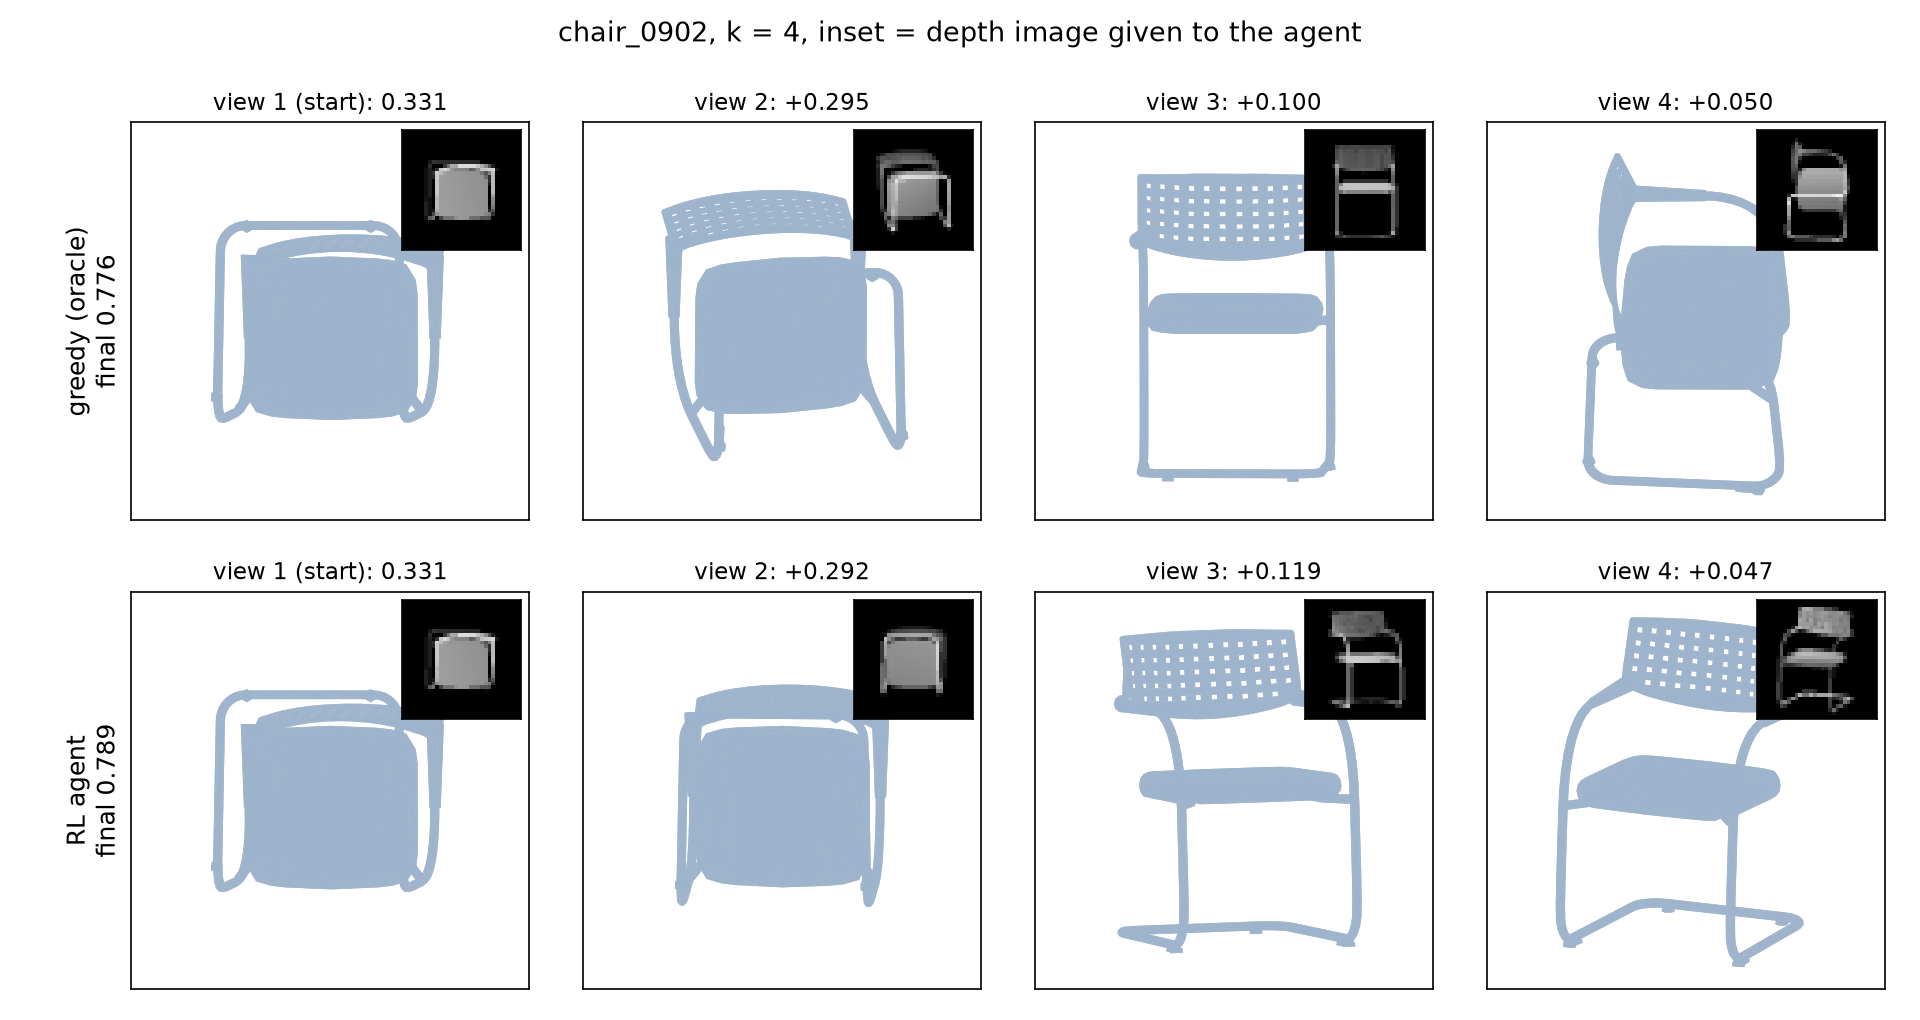 chair_0902, k = 4, inset = depth image given to the agent
greedy (oracle)
final 0.776
view 1 (start): 0.331
view 2: +0.295
view 3: +0.100
view 4: +0.050
RL agent
final 0.789
view 1 (start): 0.331
view 2: +0.292
view 3: +0.119
view 4: +0.047